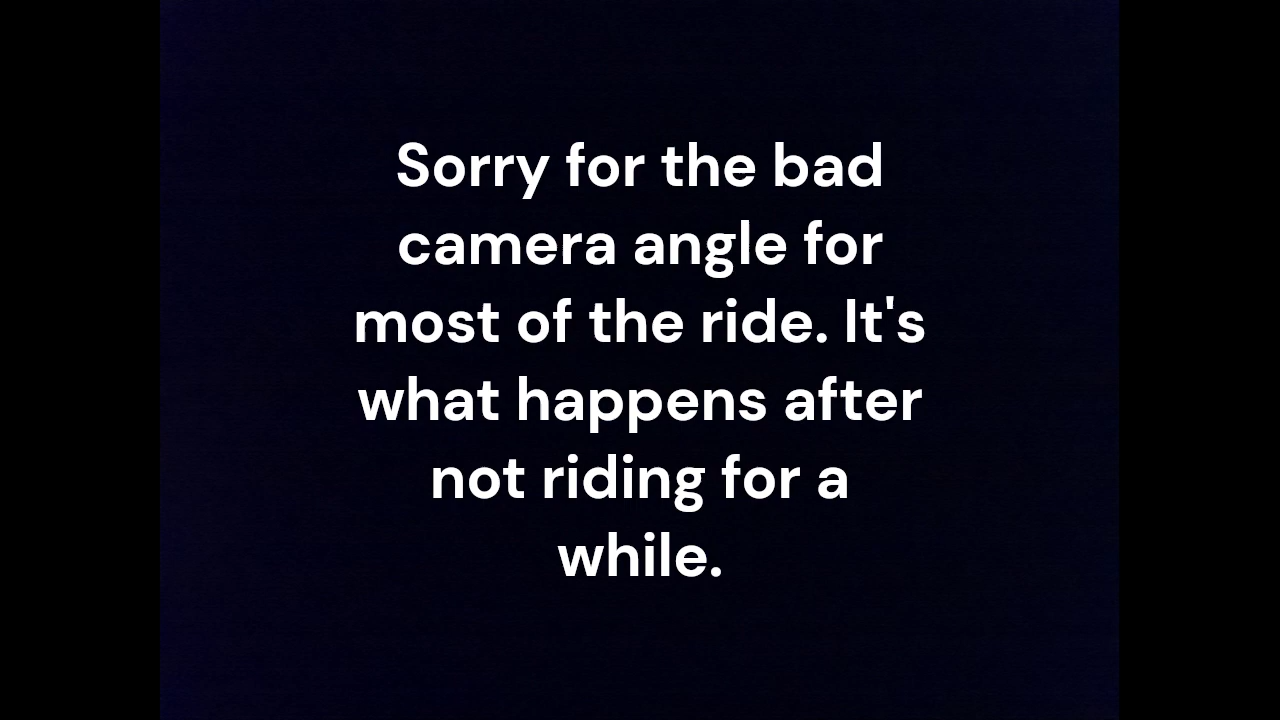 Sorry for the bad
camera angle for
most of the ride. It's
what happens after
not riding for a
while.